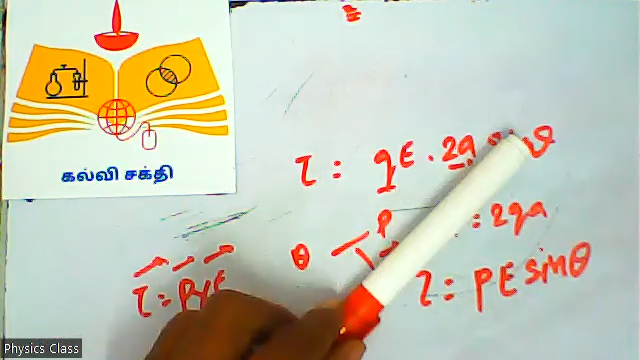 கல்வி சக்தி
τ = qE . 2a
θ P = 2qa
τ = PE sinθ
τ = P×E
Physics Class